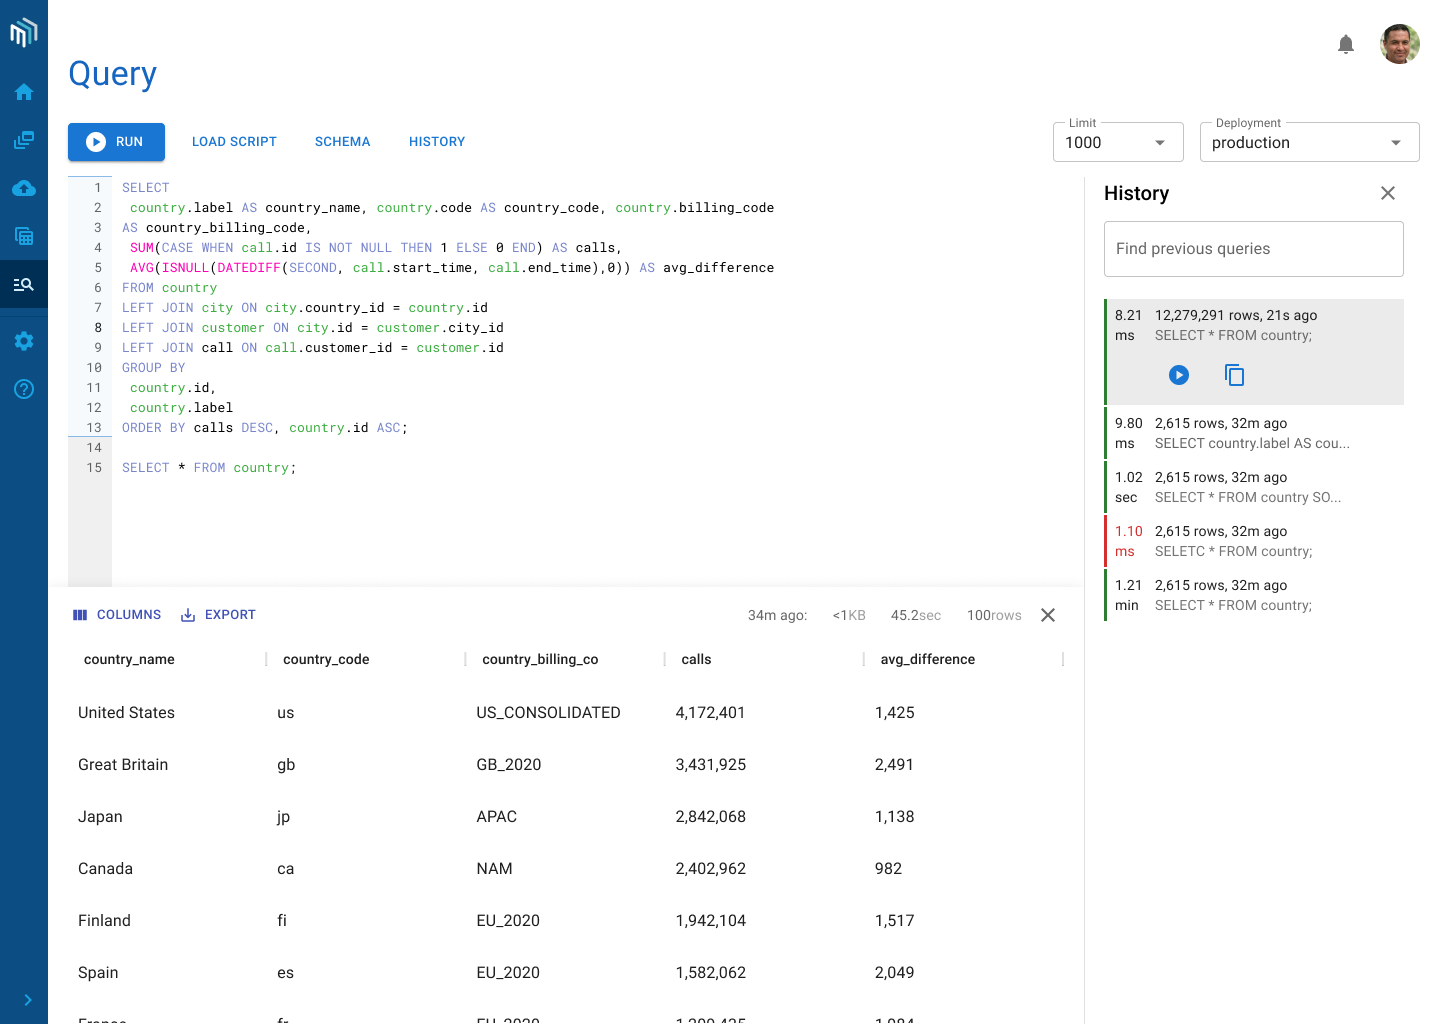 Query
RUN
LOAD SCRIPT
SCHEMA
HISTORY
Limit
1000
Deployment
production
1 SELECT
2 country.label AS country_name, country.code AS country_code, country.billing_code
3 AS country_billing_code,
4 SUM(CASE WHEN call.id IS NOT NULL THEN 1 ELSE 0 END) AS calls,
5 AVG(ISNULL(DATEDIFF(SECOND, call.start_time, call.end_time),0)) AS avg_difference
6 FROM country
7 LEFT JOIN city ON city.country_id = country.id
8 LEFT JOIN customer ON city.id = customer.city_id
9 LEFT JOIN call ON call.customer_id = customer.id
10 GROUP BY
11 country.id,
12 country.label
13 ORDER BY calls DESC, country.id ASC;
14
15 SELECT * FROM country;
History
Find previous queries
8.21 12,279,291 rows, 21s ago
ms SELECT * FROM country;
9.80 2,615 rows, 32m ago
ms SELECT country.label AS cou...
1.02 2,615 rows, 32m ago
sec SELECT * FROM country SO...
1.10 2,615 rows, 32m ago
ms SELETC * FROM country;
1.21 2,615 rows, 32m ago
min SELECT * FROM country;
COLUMNS EXPORT 34m ago: <1KB 45.2sec 100rows
country_name country_code country_billing_co calls avg_difference
United States us US_CONSOLIDATED 4,172,401 1,425
Great Britain gb GB_2020 3,431,925 2,491
Japan jp APAC 2,842,068 1,138
Canada ca NAM 2,402,962 982
Finland fi EU_2020 1,942,104 1,517
Spain es EU_2020 1,582,062 2,049